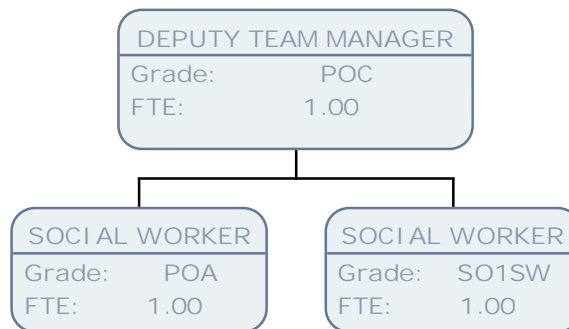 DEPUTY TEAM MANAGER
Grade: POC
FTE: 1.00
SOCIAL WORKER
Grade: POA
FTE: 1.00
SOCIAL WORKER
Grade: SO1SW
FTE: 1.00